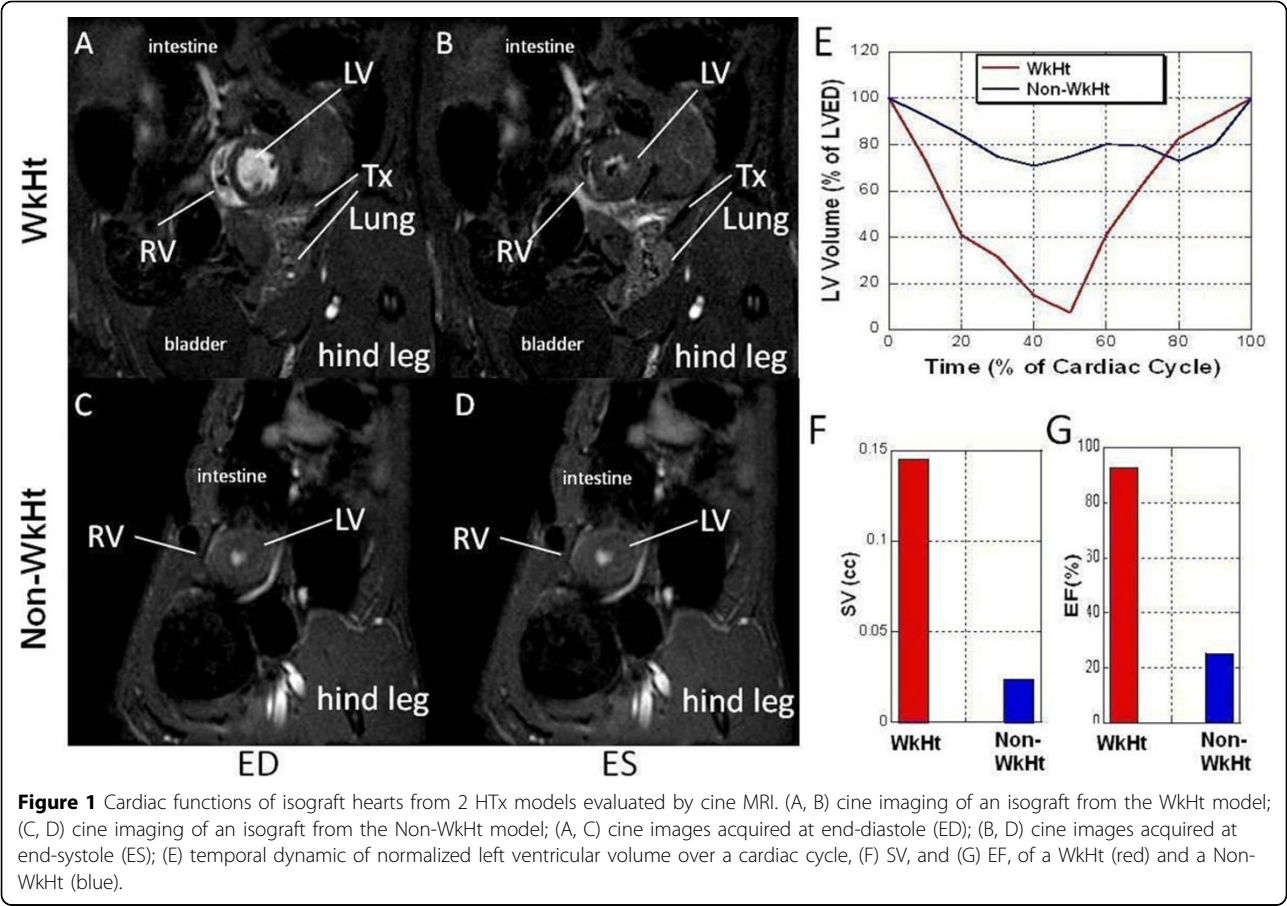 A
intestine
LV
Tx
Lung
RV
bladder
hind leg
B
intestine
LV
RV
bladder
hind leg
WkHt
C
intestine
RV
LV
hind leg
D
intestine
RV
LV
hind leg
Non-WkHt
ED
ES
E
WkHt
Non-WkHt
120
100
80
60
40
20
0
LV Volume (% of LVED)
0 20 40 60 80 100
Time (% of Cardiac Cycle)
F
0.15
0.1
0.05
0
SV (cc)
WkHt
Non-
WkHt
G
100
80
60
40
20
0
EF(%)
WkHt
Non-
WkHt
Figure 1 Cardiac functions of isograft hearts from 2 HTx models evaluated by cine MRI. (A, B) cine imaging of an isograft from the WkHt model;
(C, D) cine imaging of an isograft from the Non-WkHt model; (A, C) cine images acquired at end-diastole (ED); (B, D) cine images acquired at
end-systole (ES); (E) temporal dynamic of normalized left ventricular volume over a cardiac cycle, (F) SV, and (G) EF, of a WkHt (red) and a Non-
WkHt (blue).